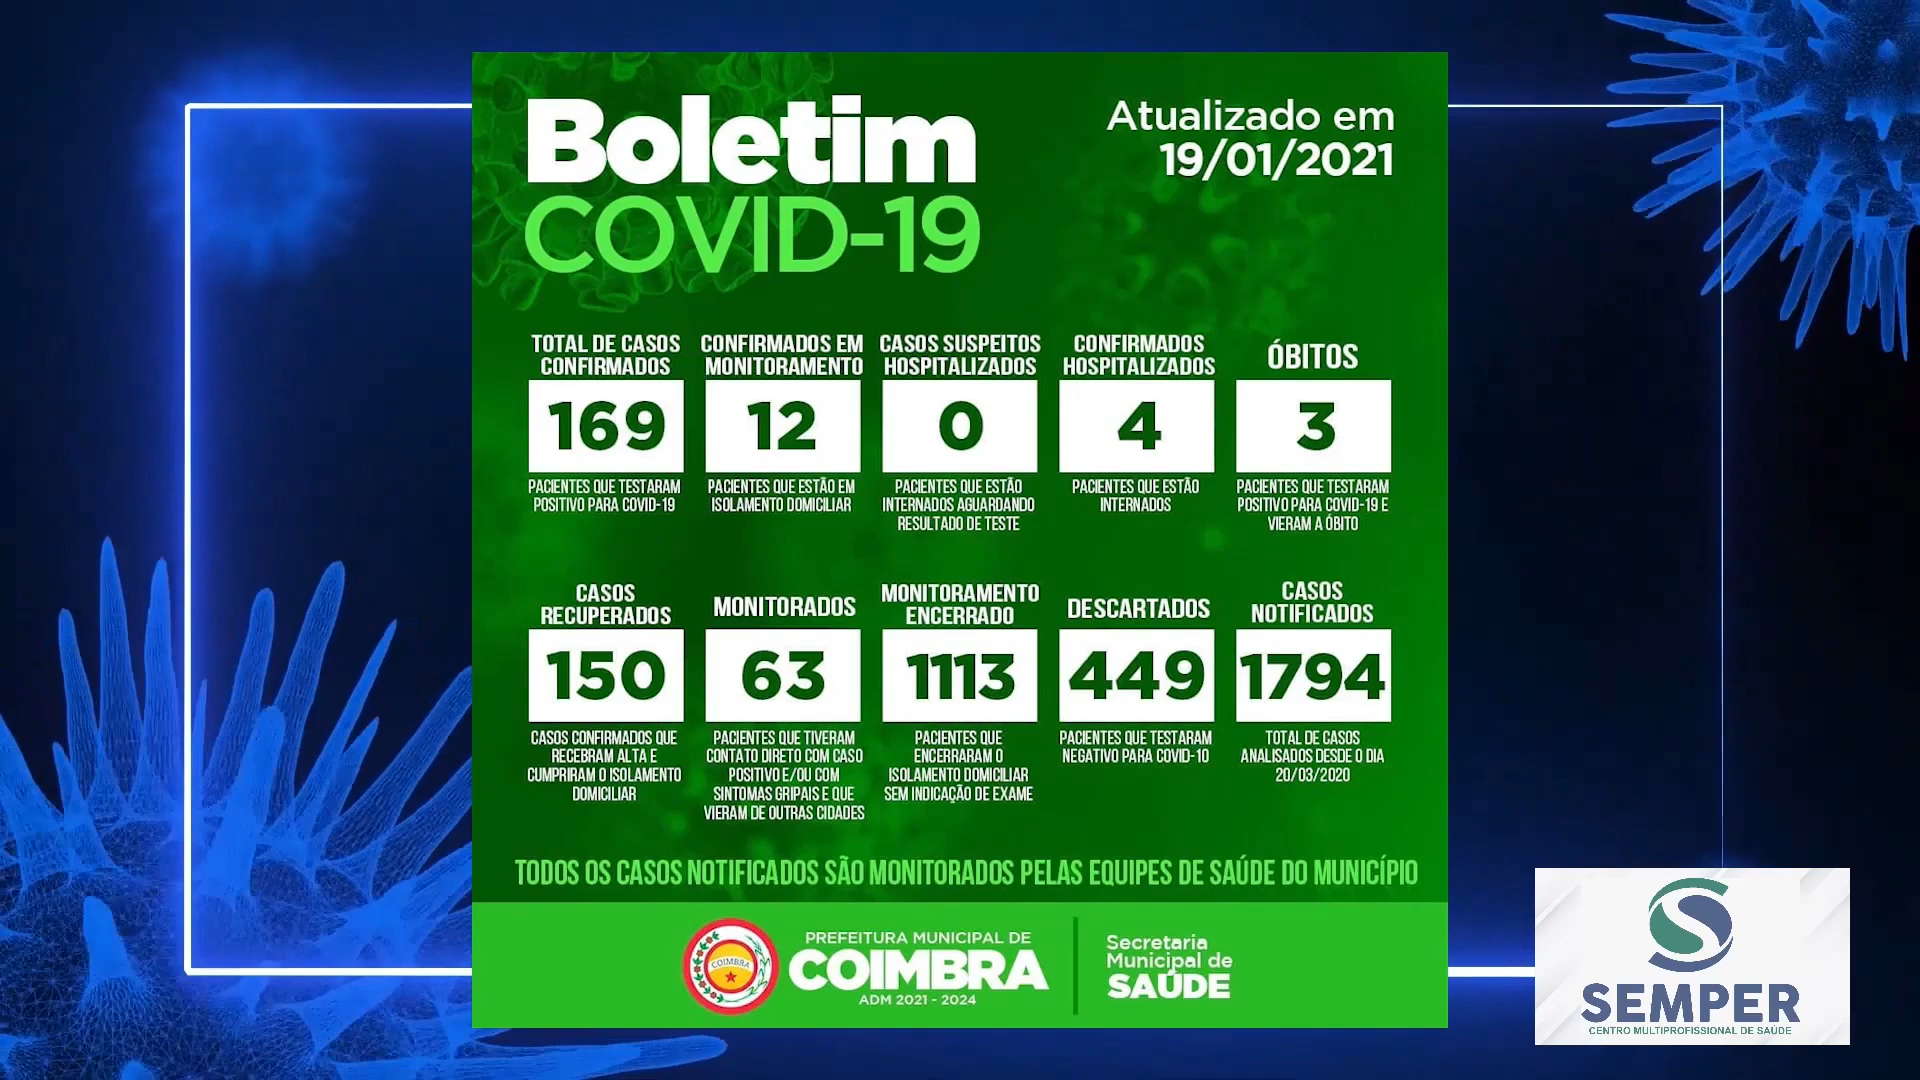 Boletim
COVID-19
Atualizado em
19/01/2021
TOTAL DE CASOS
CONFIRMADOS
169
PACIENTES QUE TESTARAM
POSITIVO PARA COVID-19
CONFIRMADOS EM
MONITORAMENTO
12
PACIENTES QUE ESTÃO EM
ISOLAMENTO DOMICILIAR
CASOS SUSPEITOS
HOSPITALIZADOS
0
PACIENTES QUE ESTÃO
INTERNADOS AGUARDANDO
RESULTADO DE TESTE
CONFIRMADOS
HOSPITALIZADOS
4
PACIENTES QUE ESTÃO
INTERNADOS
ÓBITOS
3
PACIENTES QUE TESTARAM
POSITIVO PARA COVID-19 E
VIERAM A ÓBITO
CASOS
RECUPERADOS
150
CASOS CONFIRMADOS QUE
RECEBRAM ALTA E
CUMPRIRAM O ISOLAMENTO
DOMICILIAR
MONITORADOS
63
PACIENTES QUE TIVERAM
CONTATO DIRETO COM CASO
POSITIVO E/OU COM
SINTOMAS GRIPAIS E QUE
VIERAM DE OUTRAS CIDADES
MONITORAMENTO
ENCERRADO
1113
PACIENTES QUE
ENCERRARAM O
ISOLAMENTO DOMICILIAR
SEM INDICAÇÃO DE EXAME
DESCARTADOS
449
PACIENTES QUE TESTARAM
NEGATIVO PARA COVID-10
CASOS
NOTIFICADOS
1794
TOTAL DE CASOS
ANALISADOS DESDE O DIA
20/03/2020
TODOS OS CASOS NOTIFICADOS SÃO MONITORADOS PELAS EQUIPES DE SAÚDE DO MUNICÍPIO
COIMBRA
PREFEITURA MUNICIPAL DE
COIMBRA
ADM 2021 - 2024
Secretaria
Municipal de
SAÚDE
SEMPER
CENTRO MULTIPROFISSIONAL DE SAÚDE